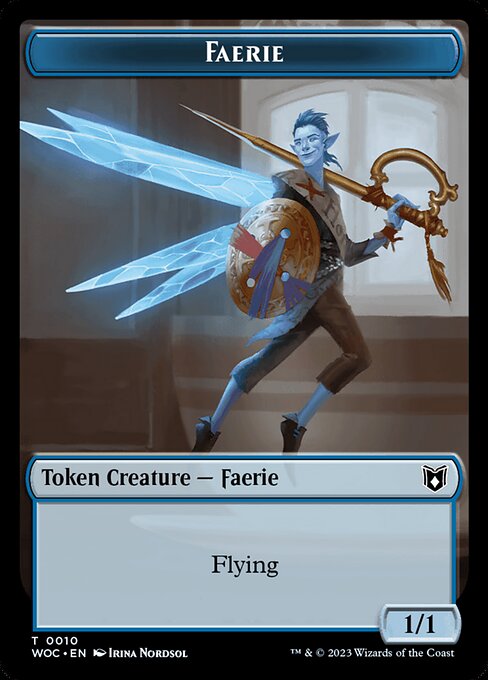 Faerie
Token Creature — Faerie
Flying
1/1
T 0010
WOC • EN Irina Nordsol
™ & © 2023 Wizards of the Coast